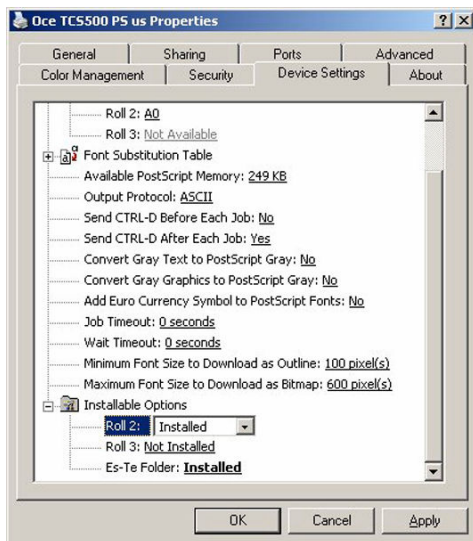 Oce TCS500 PS us Properties
General Sharing Ports Advanced
Color Management Security Device Settings About
Roll 2: A0
Roll 3: Not Available
Font Substitution Table
Available PostScript Memory: 249 KB
Output Protocol: ASCII
Send CTRL-D Before Each Job: No
Send CTRL-D After Each Job: Yes
Convert Gray Text to PostScript Gray: No
Convert Gray Graphics to PostScript Gray: No
Add Euro Currency Symbol to PostScript Fonts: No
Job Timeout: 0 seconds
Wait Timeout: 0 seconds
Minimum Font Size to Download as Outline: 100 pixel(s)
Maximum Font Size to Download as Bitmap: 600 pixel(s)
Installable Options
Roll 2: Installed
Roll 3: Not Installed
Es-Te Folder: Installed
OK Cancel Apply